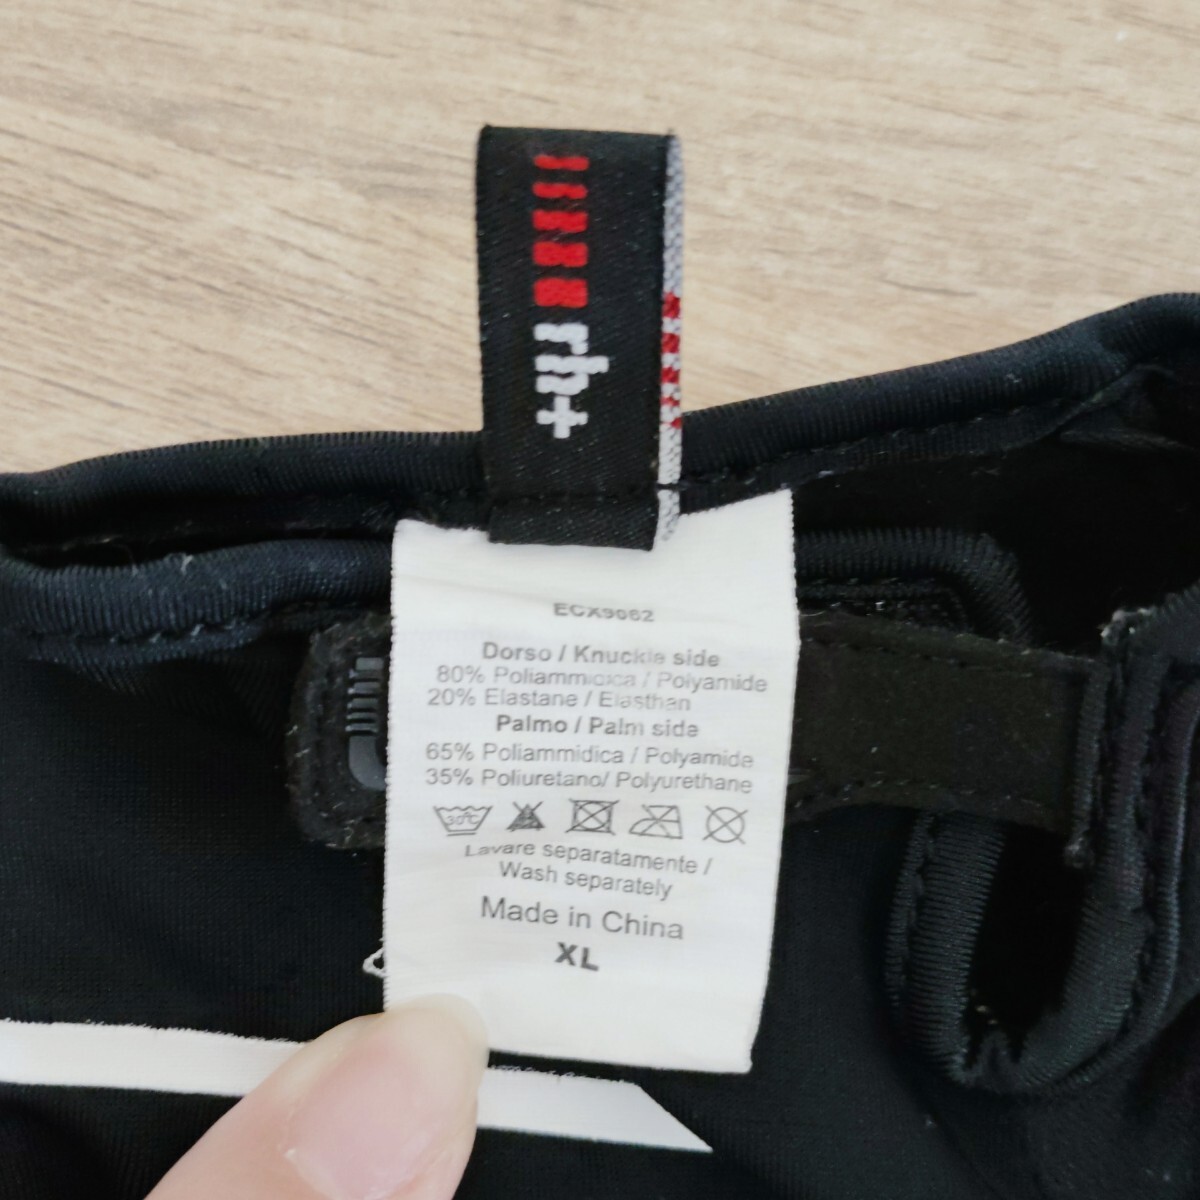 rh+
ECX9062
Dorso / Knuckle side
80% Poliammidica / Polyamide
20% Elastane / Elasthan
Palmo / Palm side
65% Poliammidica / Polyamide
35% Poliuretano/ Polyurethane
30°C
Lavare separatamente /
Wash separately
Made in China
XL